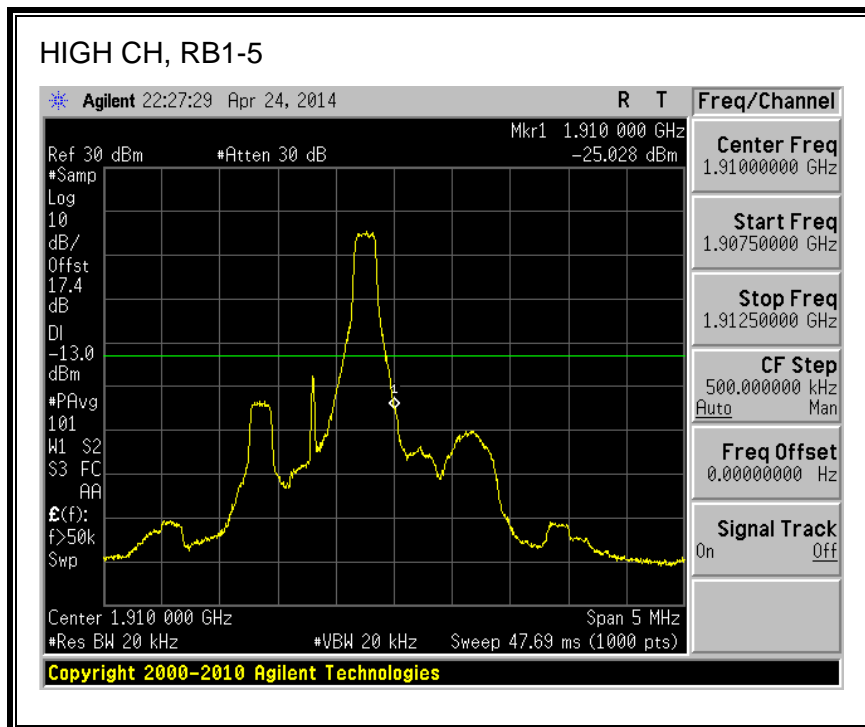 HIGH CH, RB1-5
Agilent 22:27:29 Apr 24, 2014 R T
Mkr1 1.910 000 GHz
Ref 30 dBm #Atten 30 dB -25.028 dBm
#Samp
Log
10
dB/
Offst
17.4
dB
DI
-13.0
dBm
#PAvg
101
W1 S2
S3 FC
AA
£(f):
f>50k
Swp
1
Center 1.910 000 GHz Span 5 MHz
#Res BW 20 kHz #VBW 20 kHz Sweep 47.69 ms (1000 pts)
Copyright 2000-2010 Agilent Technologies
Freq/Channel
Center Freq
1.91000000 GHz
Start Freq
1.90750000 GHz
Stop Freq
1.91250000 GHz
CF Step
500.000000 kHz
Auto Man
Freq Offset
0.00000000 Hz
Signal Track
On Off